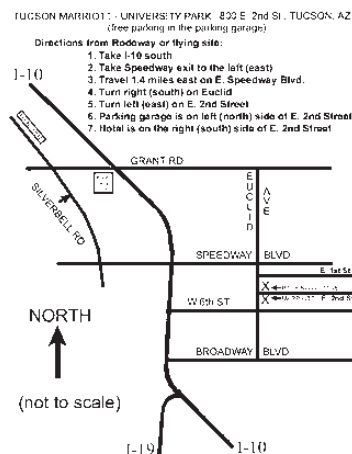 TUCSON MARRIOTT - UNIVERSITY PARK 800 E. 2nd St. TUCSON, AZ
(free parking in the parking garage)
Directions from Rodoway or flying site:
1. Take I-10 south
2. Take Speedway exit to the left (east)
3. Travel 1.4 miles east on E. Speedway Blvd.
4. Turn right (south) on Euclid
5. Turn left (east) on E. 2nd Street
6. Parking garage is on left (north) side of E. 2nd Street
7. Hotel is on the right (south) side of E. 2nd Street
I-10
GRANT RD
SILVERBELL RD
EUCLID AVE
SPEEDWAY BLVD
E. 1st St
E. 2nd S
W 6th ST
NORTH
BROADWAY BLVD
(not to scale)
I-19
I-10